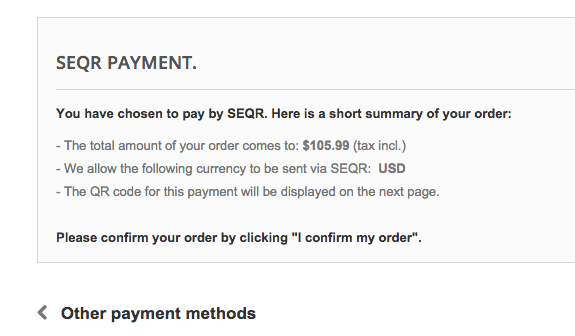 SEQR PAYMENT.
You have chosen to pay by SEQR. Here is a short summary of your order:
- The total amount of your order comes to: $105.99 (tax incl.)
- We allow the following currency to be sent via SEQR: USD
- The QR code for this payment will be displayed on the next page.
Please confirm your order by clicking "I confirm my order".
Other payment methods